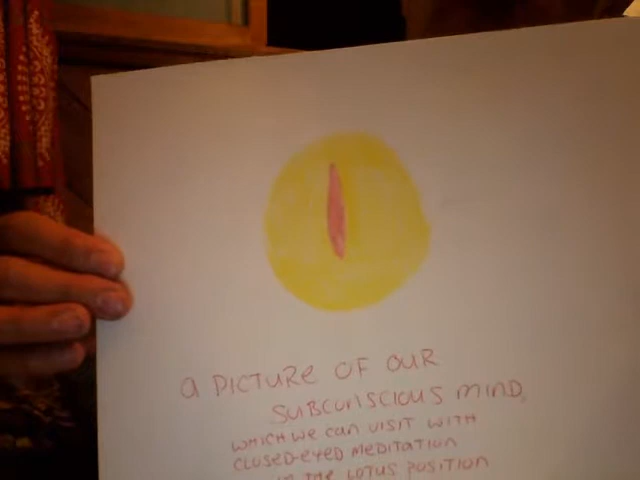 a PICTURE OF OUR
SUBCONSCIOUS MIND,
WHICH WE CAN VISIT WITH
CLOSED-EYED MEDITATION
IN THE LOTUS POSITION